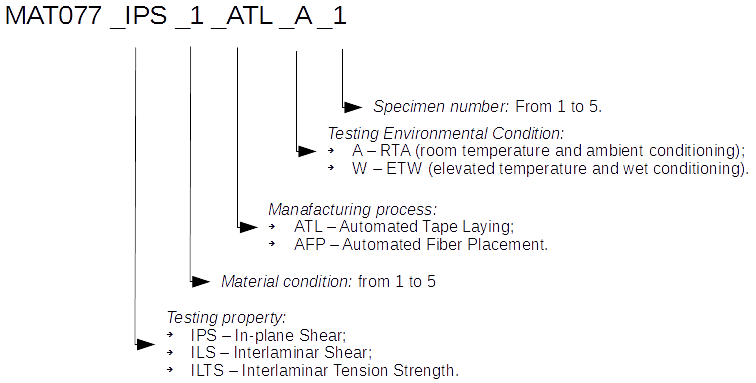 MAT077 _IPS _1 _ATL _A _1
Specimen number: From 1 to 5.
Testing Environmental Condition:
A – RTA (room temperature and ambient conditioning);
W – ETW (elevated temperature and wet conditioning).
Manafacturing process:
ATL – Automated Tape Laying;
AFP – Automated Fiber Placement.
Material condition: from 1 to 5
Testing property:
IPS – In-plane Shear;
ILS – Interlaminar Shear;
ILTS – Interlaminar Tension Strength.